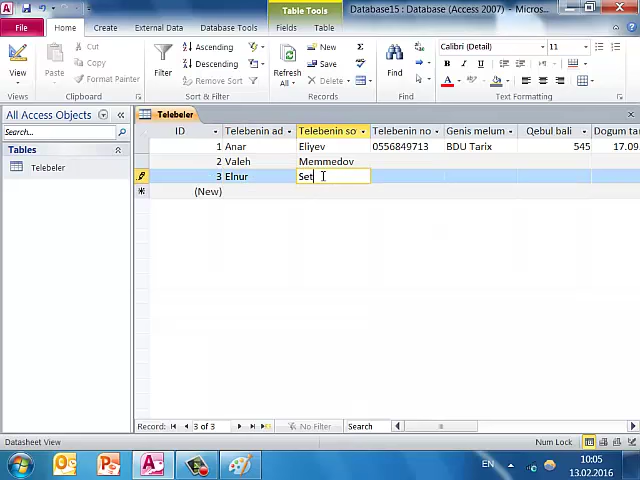 Table Tools
Database15 : Database (Access 2007) - Micros...
File
Home
Create
External Data
Database Tools
Fields
Table
View
Views
Paste
Cut
Copy
Format Painter
Clipboard
Filter
Ascending
Descending
Remove Sort
Sort & Filter
Refresh
All
New
Save
Delete
Records
Find
Find
Calibri (Detail)
11
B I U
A
Text Formatting
All Access Objects
Search...
Tables
Telebeler
Telebeler
ID Telebenin ad Telebenin so Telebenin no Genis melum Qebul bali Dogum ta
1 Anar Eliyev 0556849713 BDU Tarix 545 17.09
2 Valeh Memmedov
3 Elnur Set
(New)
Record: 3 of 3 No Filter Search
Datasheet View
Num Lock
EN
10:05
13.02.2016